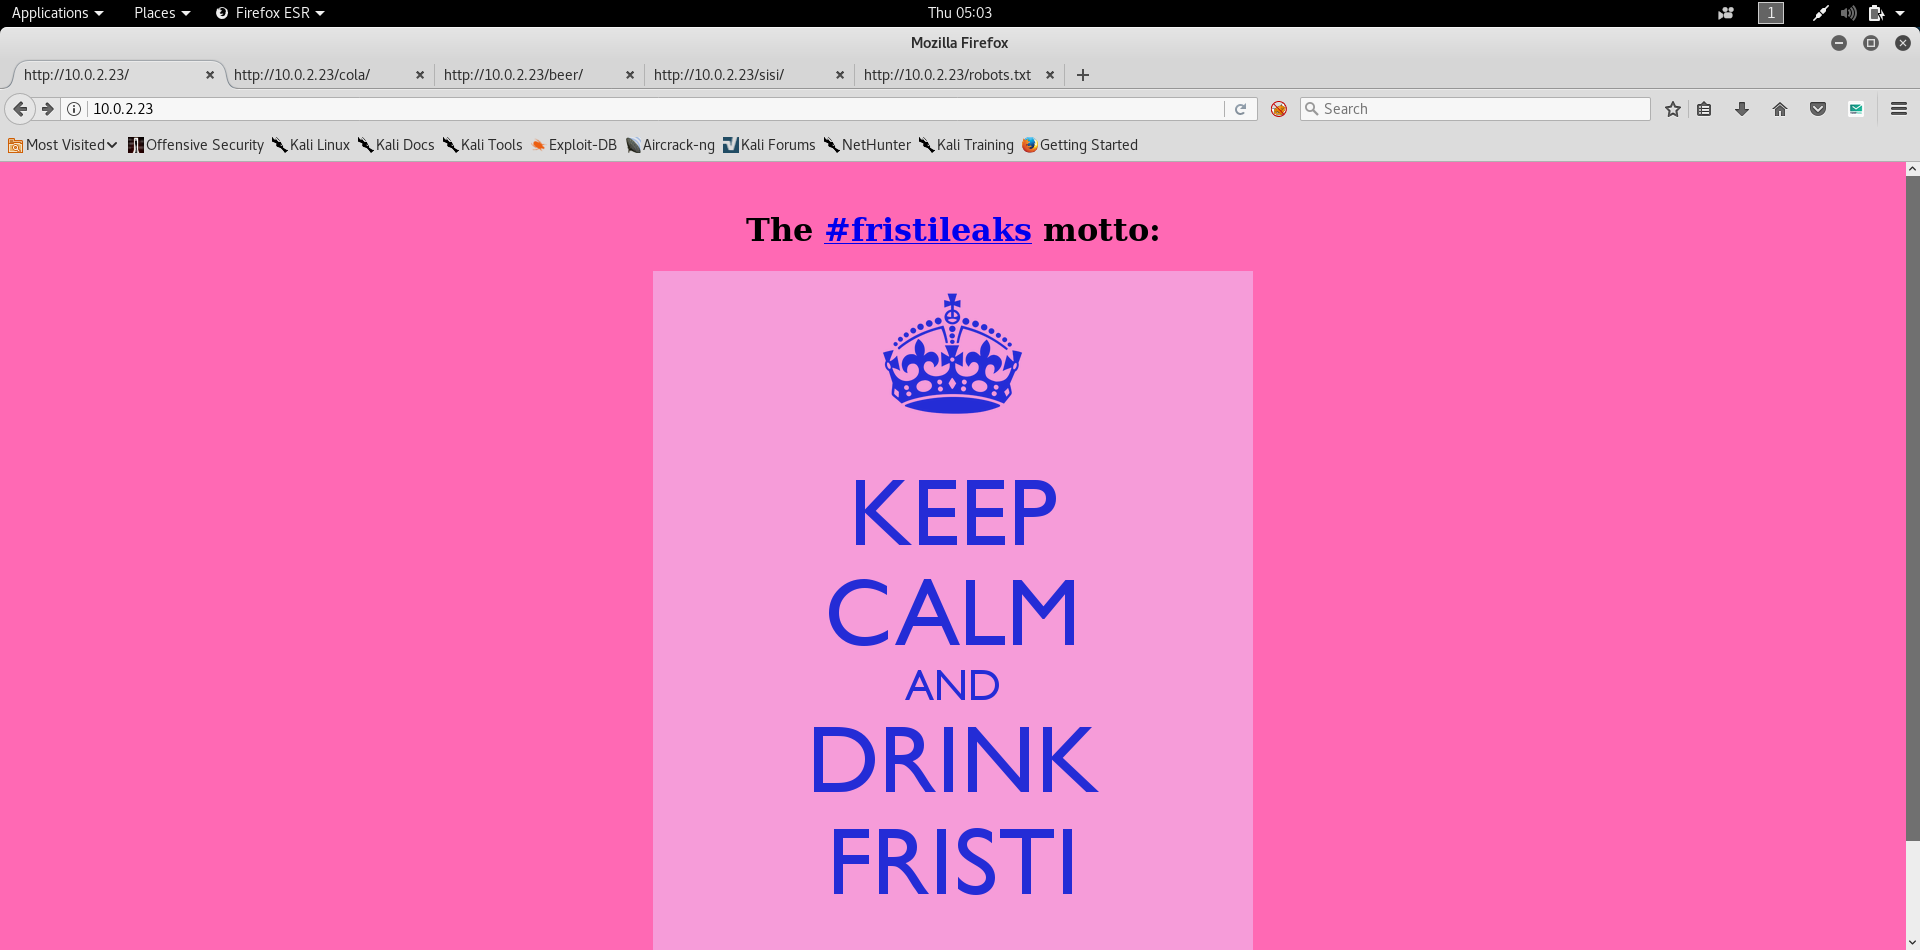 Applications Places Firefox ESR Thu 05:03 1
Mozilla Firefox
http://10.0.2.23/ http://10.0.2.23/cola/ http://10.0.2.23/beer/ http://10.0.2.23/sisi/ http://10.0.2.23/robots.txt
10.0.2.23 Search
Most Visited Offensive Security Kali Linux Kali Docs Kali Tools Exploit-DB Aircrack-ng Kali Forums NetHunter Kali Training Getting Started
The #fristileaks motto:
KEEP
CALM
AND
DRINK
FRISTI